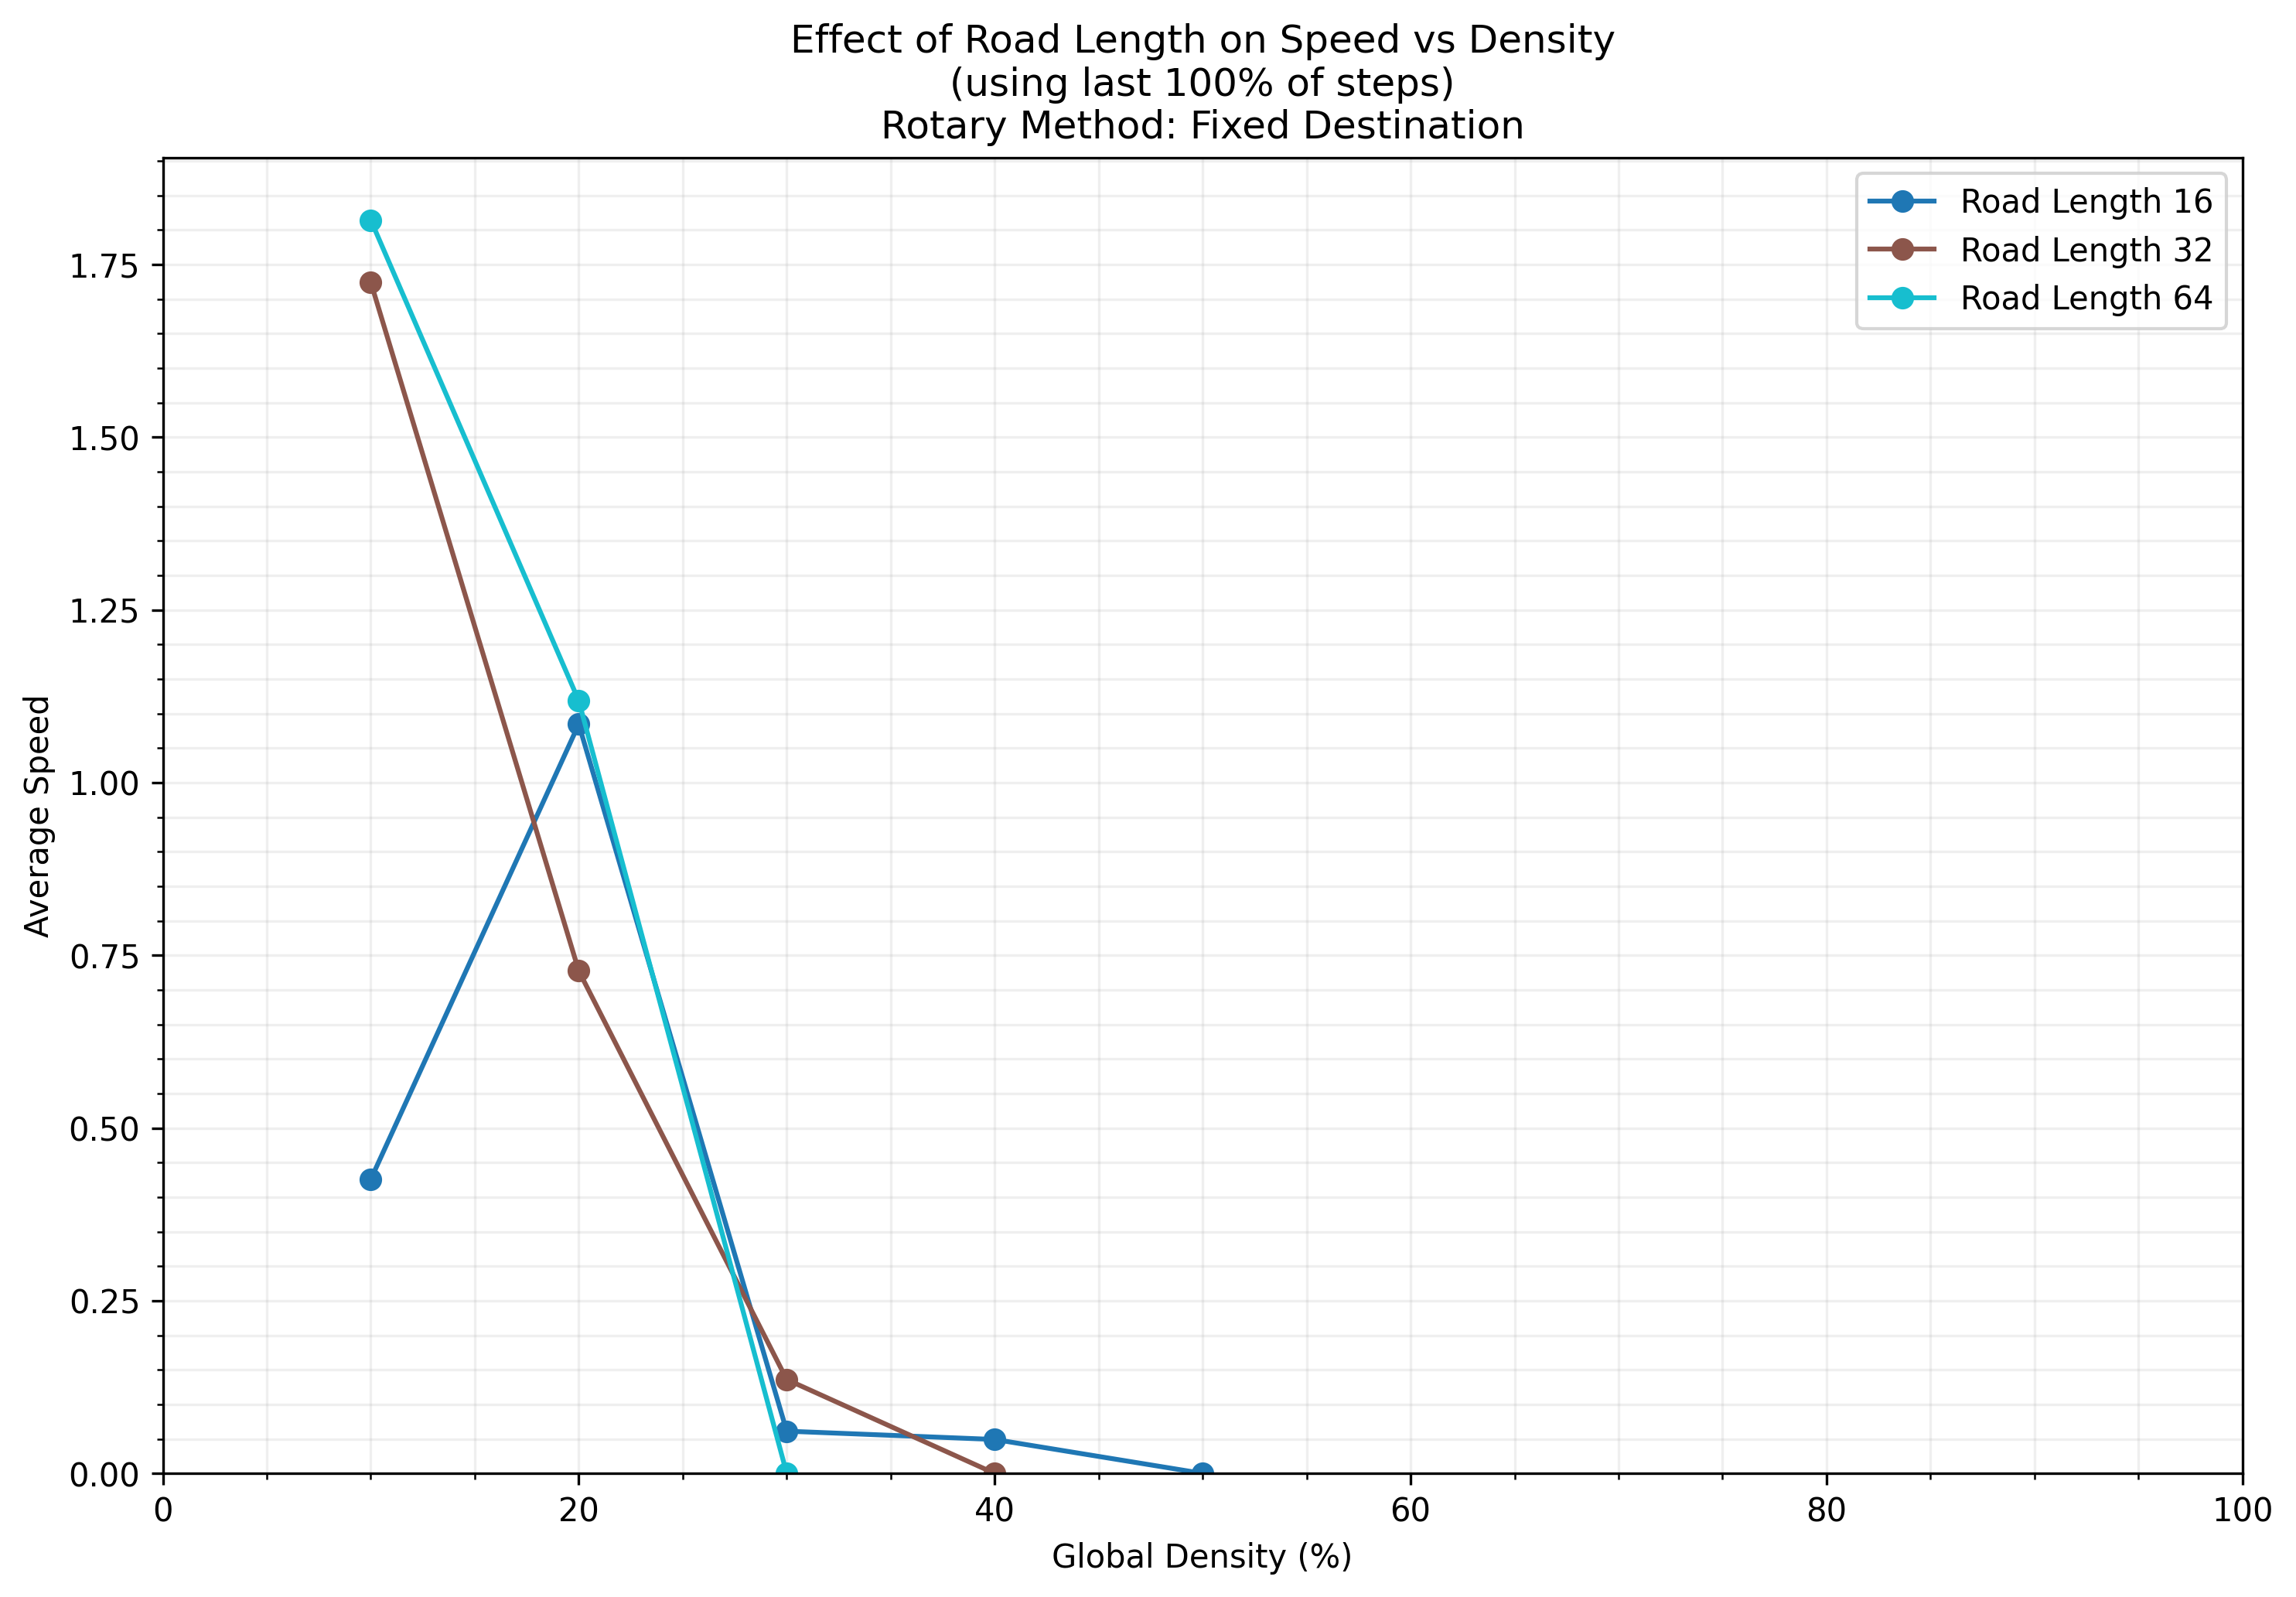 Effect of Road Length on Speed vs Density
(using last 100% of steps)
Rotary Method: Fixed Destination
Road Length 16
Road Length 32
Road Length 64
1.75
1.50
1.25
1.00
0.75
0.50
0.25
0.00
Average Speed
0 20 40 60 80 100
Global Density (%)